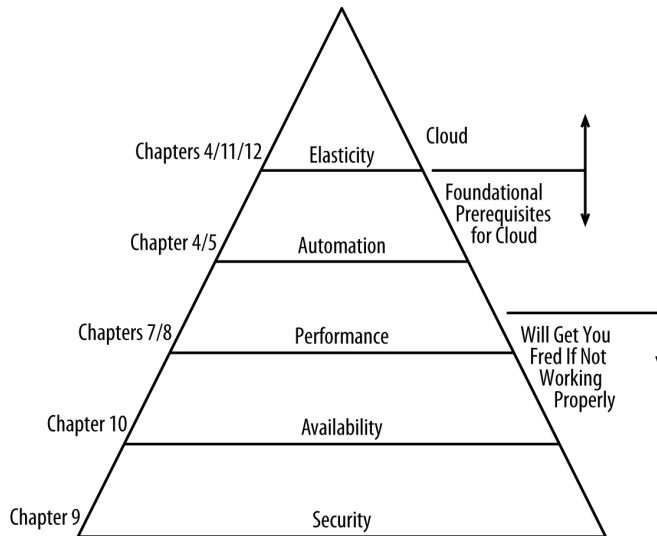 Chapters 4/11/12
Elasticity
Cloud
Foundational
Prerequisites
for Cloud
Chapter 4/5
Automation
Chapters 7/8
Performance
Will Get You
Fred If Not
Working
Properly
Chapter 10
Availability
Chapter 9
Security